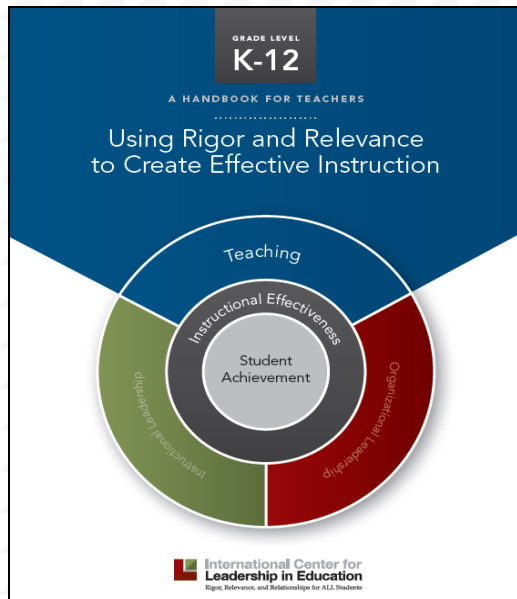 GRADE LEVEL
K-12
A HANDBOOK FOR TEACHERS
Using Rigor and Relevance
to Create Effective Instruction
Teaching
Instructional Effectiveness
Student
Achievement
Instructional Leadership
Organizational Leadership
International Center for
Leadership in Education
Rigor, Relevance, and Relationships for ALL Students